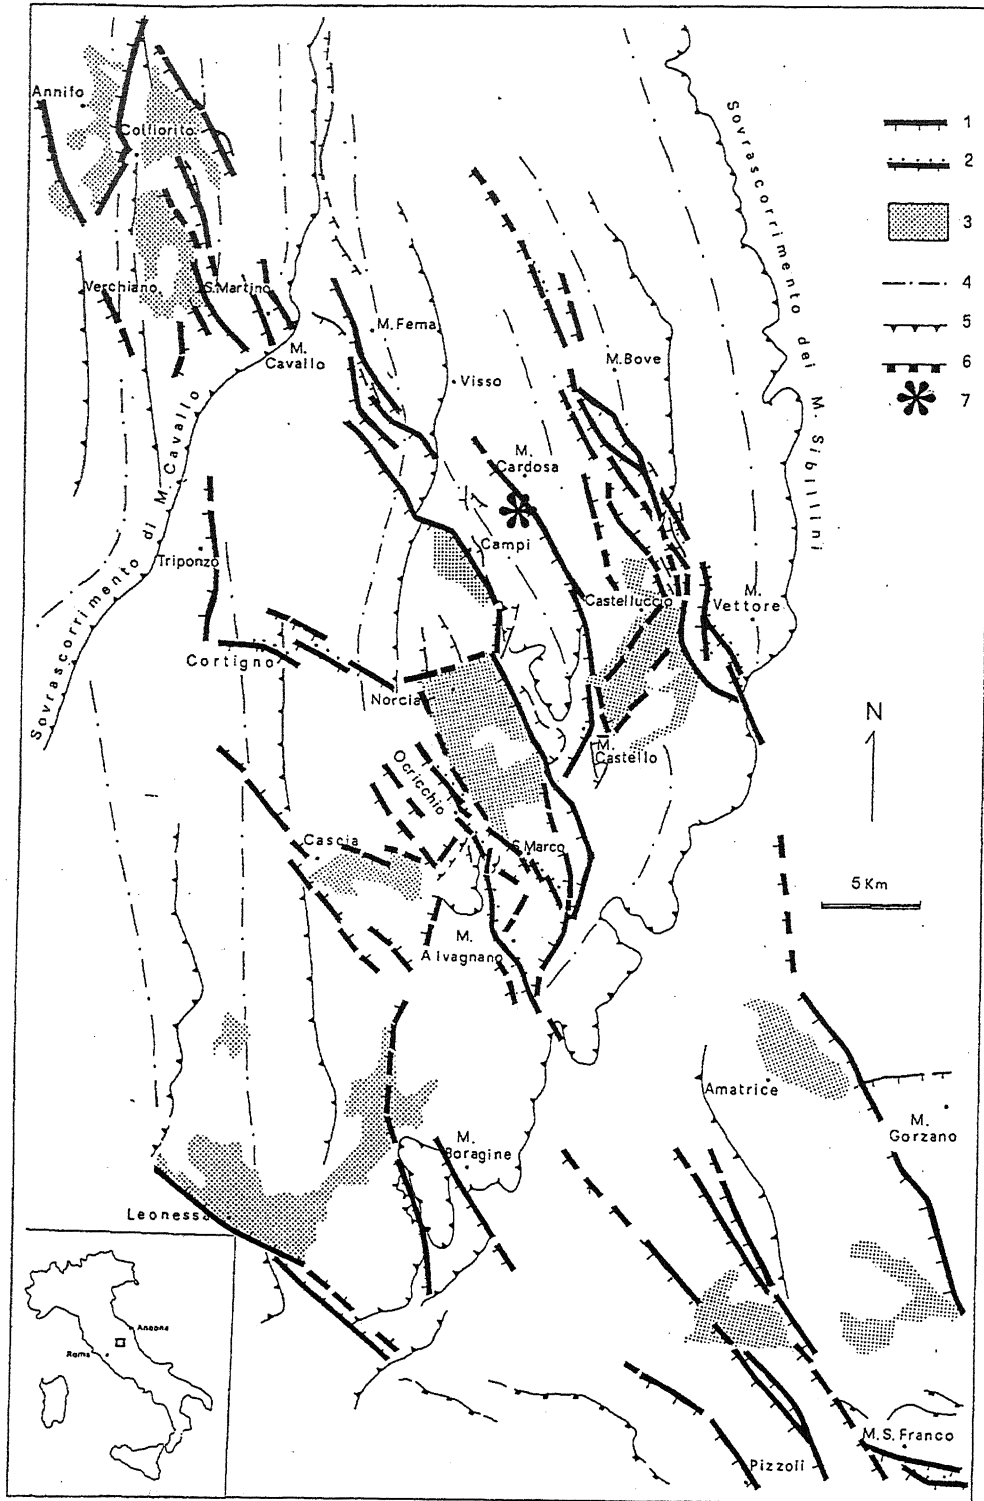 Annifo
Colfiorito
Verchiano
S.Martino
M.
Cavallo
M.Fema
Visso
M.Bove
M.
Cardosa
Campi
Triponzo
Castelluccio
M.
Vettore
Cortigno
Norcia
M.
Castello
Ocricchio
Cascia
S.Marco
M.
Alvagnano
Amatrice
M.
Gorzano
M.
Boragine
Leonessa
M.S.Franco
Pizzoli
Sovrascorrimento di M. Cavallo
Sovrascorrimento dei M. Sibillini
1
2
3
4
5
6
7
N
5 Km
Ancona
Roma